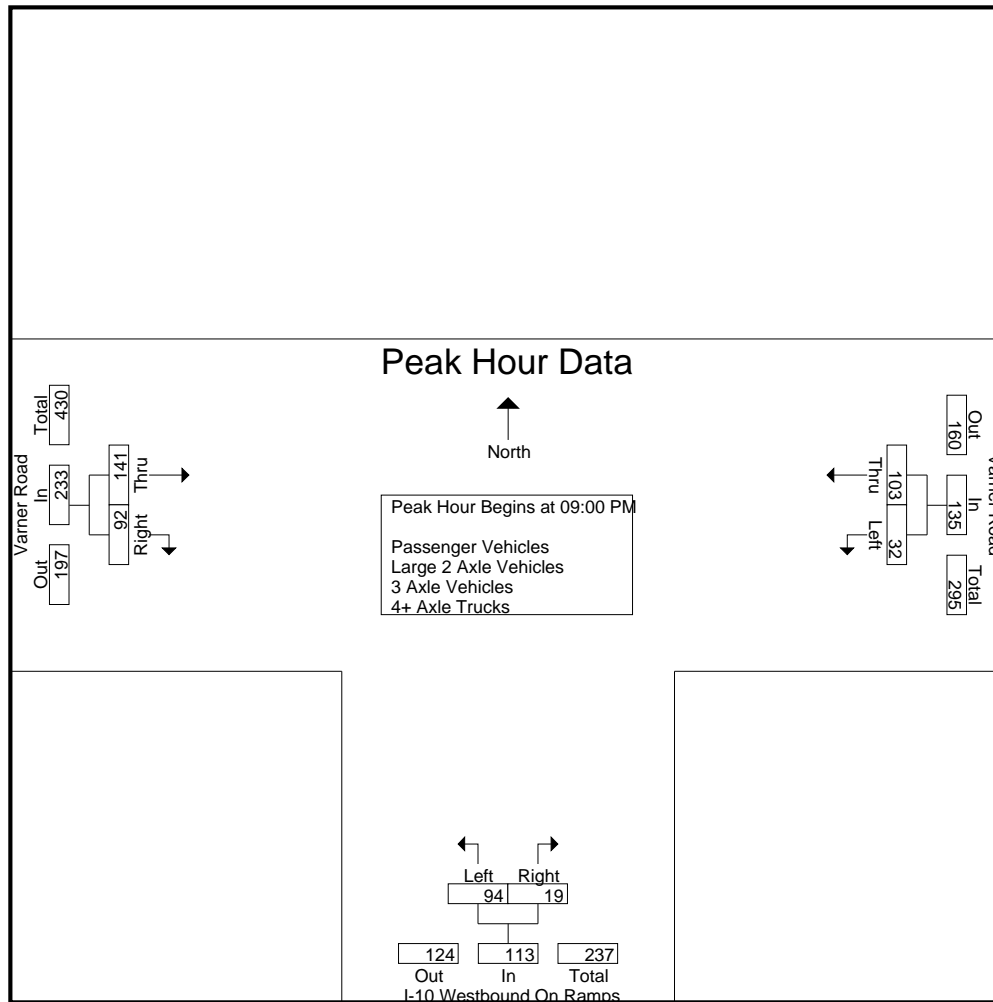 Peak Hour Data
North
Peak Hour Begins at 09:00 PM
Passenger Vehicles
Large 2 Axle Vehicles
3 Axle Vehicles
4+ Axle Trucks
Varner Road
Out In Total
197 233 430
Right Thru
92 141
Varner Road
Out In Total
160 135 295
Thru Left
103 32
Left Right
94 19
124 113 237
Out In Total
I-10 Westbound On Ramps